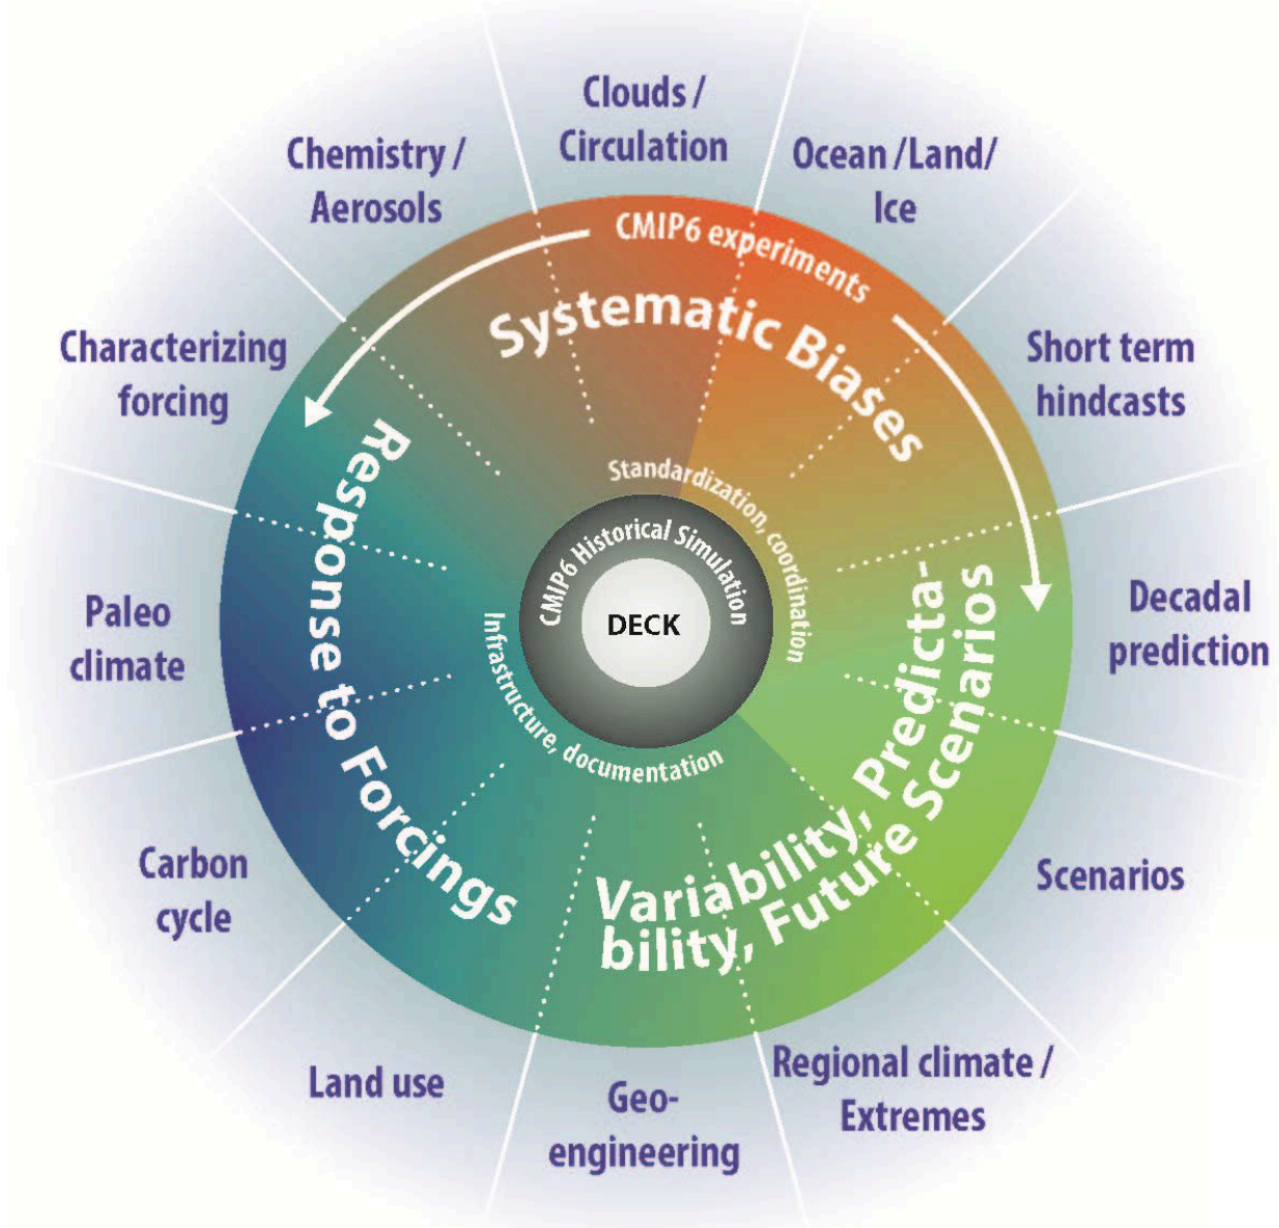 Clouds /
Circulation
Ocean /Land/
Ice
Short term
hindcasts
Decadal
prediction
Scenarios
Regional climate /
Extremes
Geo-
engineering
Land use
Carbon
cycle
Paleo
climate
Characterizing
forcing
Chemistry /
Aerosols
CMIP6 experiments
Systematic Biases
Variability, Predicta-
bility, Future Scenarios
Response to Forcings
Standardization, coordination
Infrastructure, documentation
CMIP6 Historical Simulation
DECK